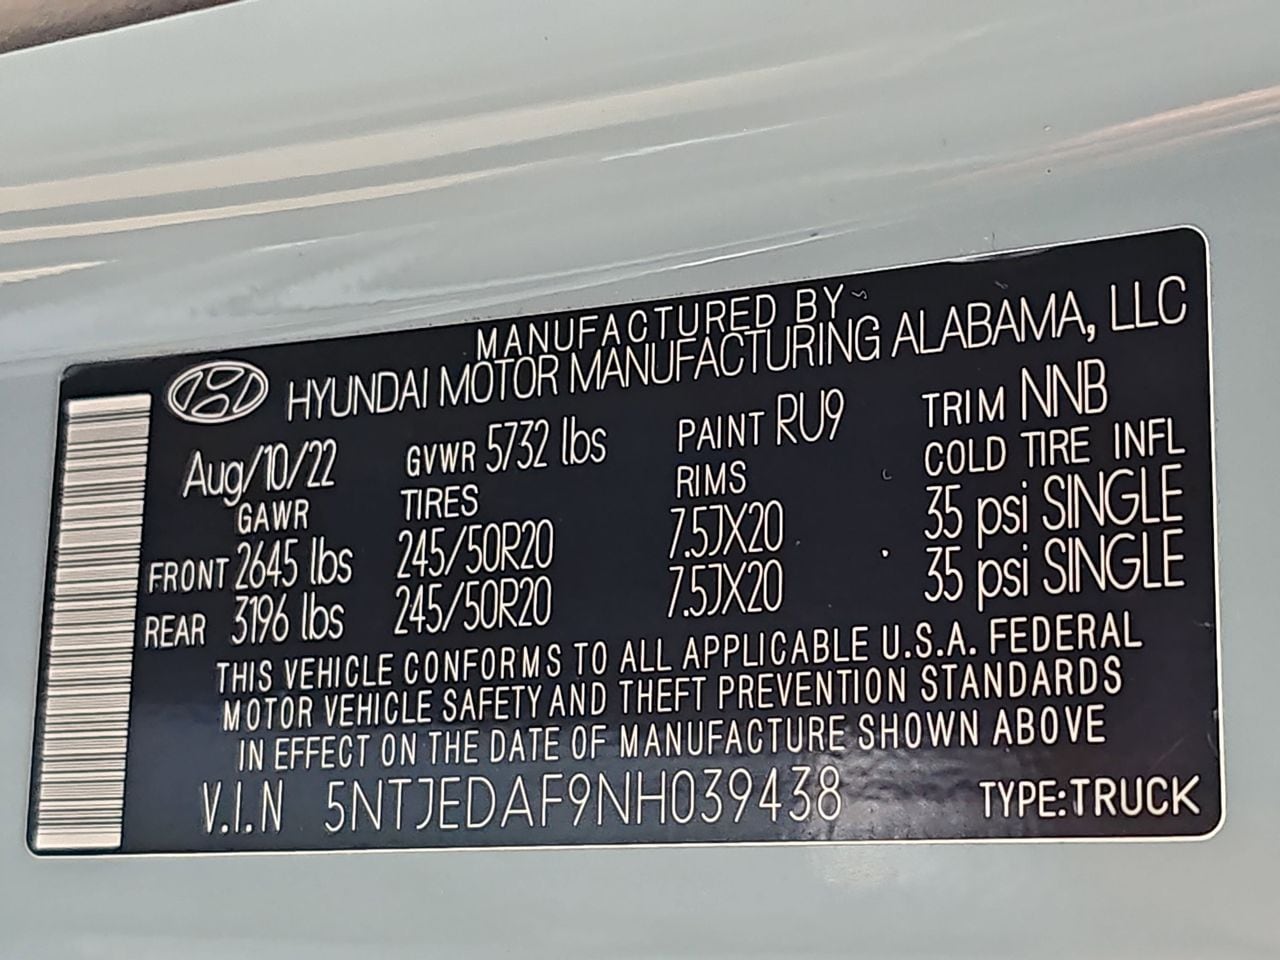 MANUFACTURED BY
HYUNDAI MOTOR MANUFACTURING ALABAMA, LLC
Aug/10/22 GVWR 5732 lbs PAINT RU9 TRIM NNB
GAWR TIRES RIMS COLD TIRE INFL
FRONT 2645 lbs 245/50R20 7.5JX20 35 psi SINGLE
REAR 3196 lbs 245/50R20 7.5JX20 35 psi SINGLE
THIS VEHICLE CONFORMS TO ALL APPLICABLE U.S.A. FEDERAL
MOTOR VEHICLE SAFETY AND THEFT PREVENTION STANDARDS
IN EFFECT ON THE DATE OF MANUFACTURE SHOWN ABOVE
V.I.N 5NTJEDAF9NH039438 TYPE:TRUCK